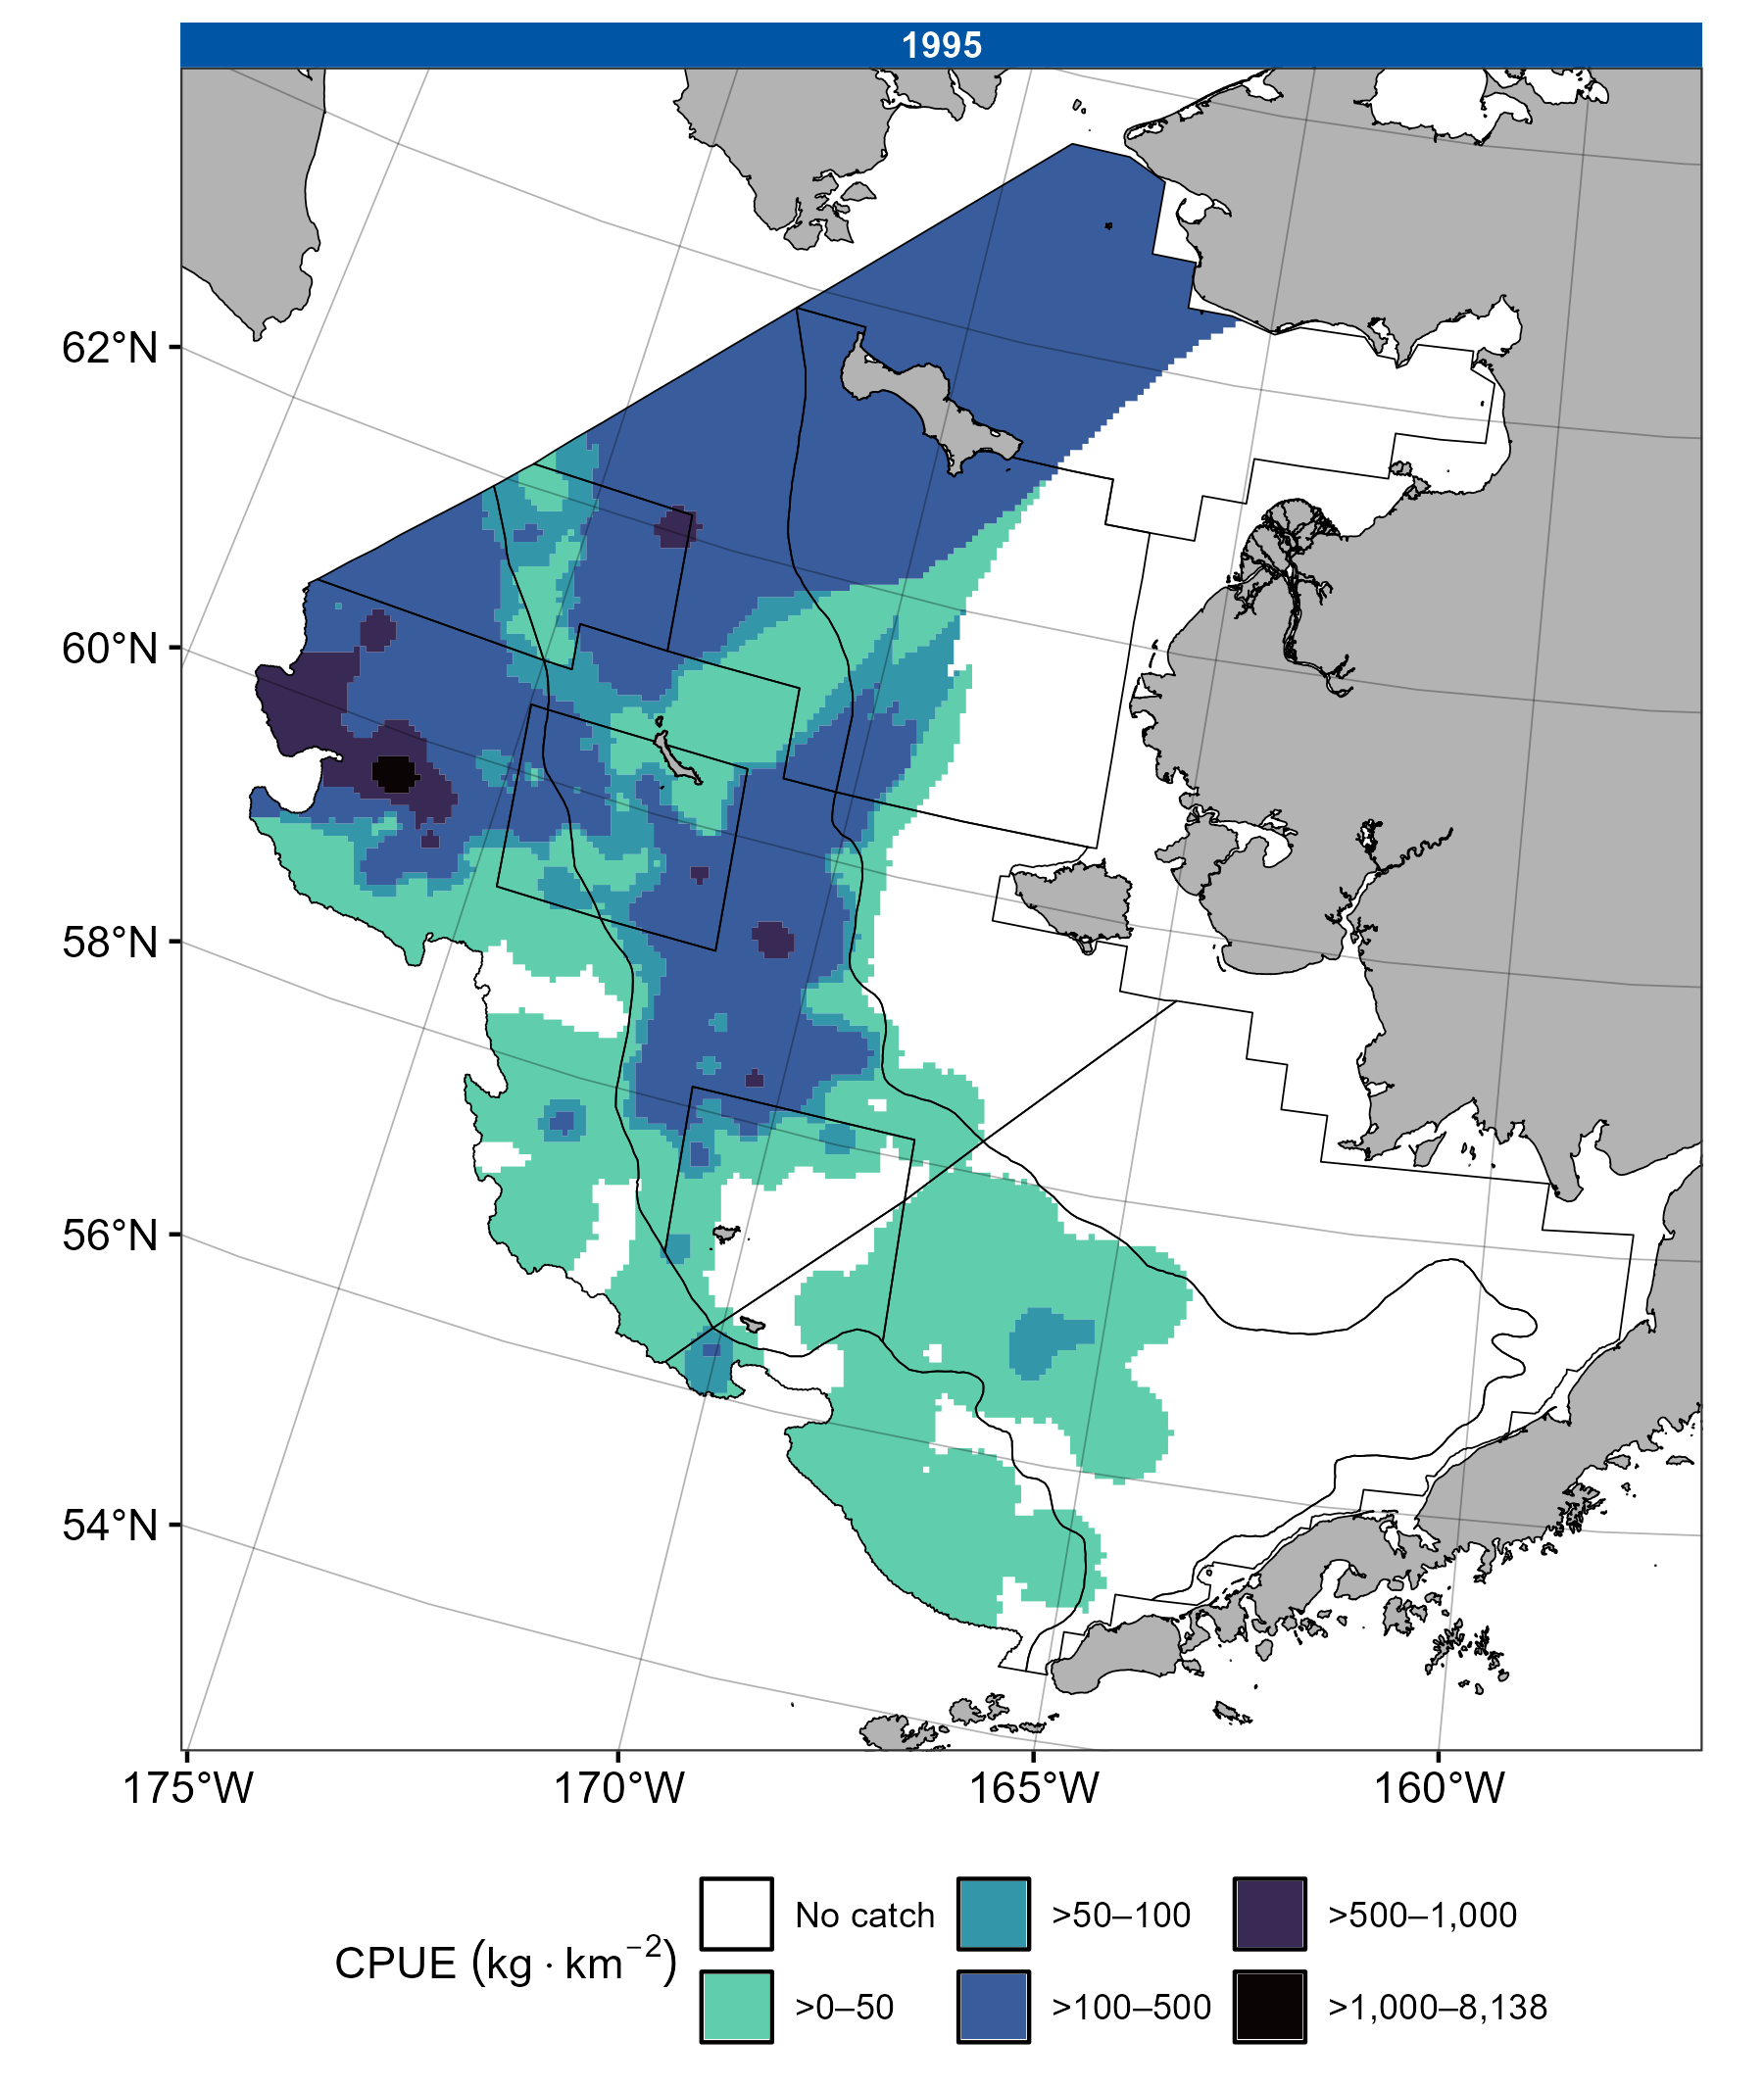 1995
62°N
60°N
58°N
56°N
54°N
175°W 170°W 165°W 160°W
CPUE (kg · km⁻²)
No catch >50–100 >500–1,000
>0–50 >100–500 >1,000–8,138